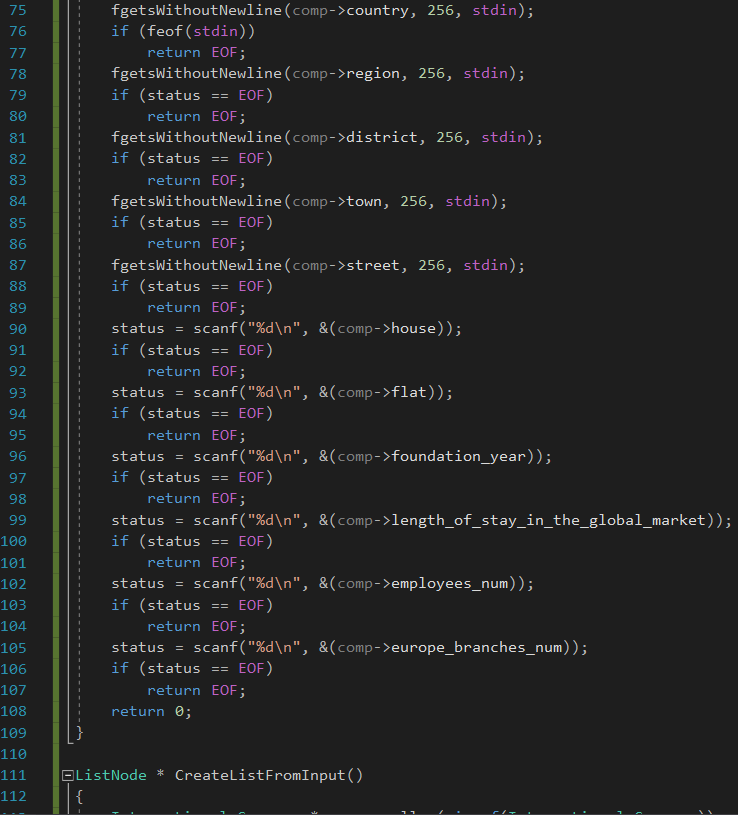 75 fgetsWithoutNewline(comp->country, 256, stdin);
76 if (feof(stdin))
77 return EOF;
78 fgetsWithoutNewline(comp->region, 256, stdin);
79 if (status == EOF)
80 return EOF;
81 fgetsWithoutNewline(comp->district, 256, stdin);
82 if (status == EOF)
83 return EOF;
84 fgetsWithoutNewline(comp->town, 256, stdin);
85 if (status == EOF)
86 return EOF;
87 fgetsWithoutNewline(comp->street, 256, stdin);
88 if (status == EOF)
89 return EOF;
90 status = scanf("%d\n", &(comp->house));
91 if (status == EOF)
92 return EOF;
93 status = scanf("%d\n", &(comp->flat));
94 if (status == EOF)
95 return EOF;
96 status = scanf("%d\n", &(comp->foundation_year));
97 if (status == EOF)
98 return EOF;
99 status = scanf("%d\n", &(comp->length_of_stay_in_the_global_market));
100 if (status == EOF)
101 return EOF;
102 status = scanf("%d\n", &(comp->employees_num));
103 if (status == EOF)
104 return EOF;
105 status = scanf("%d\n", &(comp->europe_branches_num));
106 if (status == EOF)
107 return EOF;
108 return 0;
109 }
110
111 ListNode * CreateListFromInput()
112 {